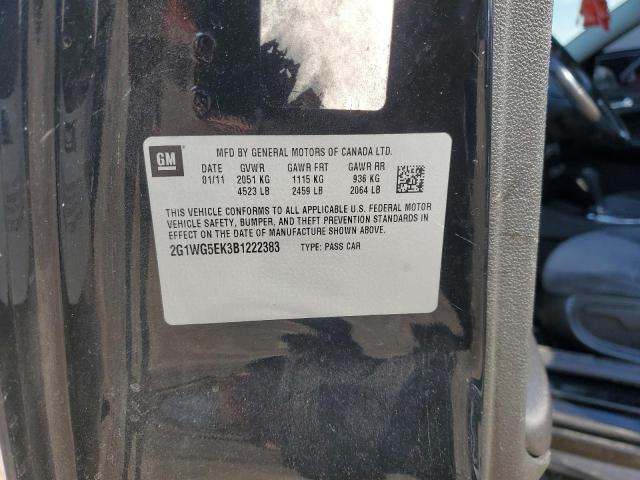 GM
MFD BY GENERAL MOTORS OF CANADA LTD.
DATE GVWR GAWR FRT GAWR RR
01/11 2051 KG 1115 KG 936 KG
4523 LB 2459 LB 2064 LB
THIS VEHICLE CONFORMS TO ALL APPLICABLE U.S. FEDERAL MOTOR
VEHICLE SAFETY, BUMPER, AND THEFT PREVENTION STANDARDS IN
EFFECT ON THE DATE OF MANUFACTURE SHOWN ABOVE.
2G1WG5EK3B1222383 TYPE: PASS CAR